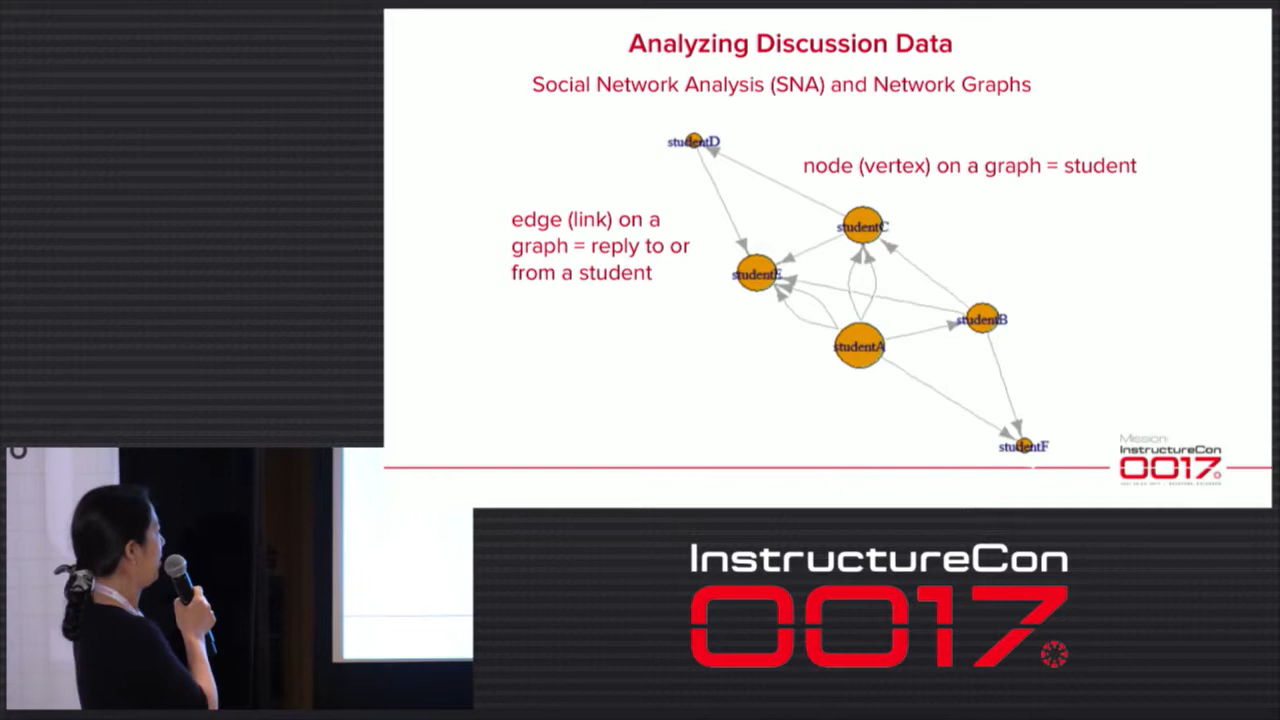 Analyzing Discussion Data
Social Network Analysis (SNA) and Network Graphs
studentD
node (vertex) on a graph = student
edge (link) on a
graph = reply to or
from a student
studentC
studentE
studentB
studentA
studentF
Mission:
InstructureCon
0017
InstructureCon
0017